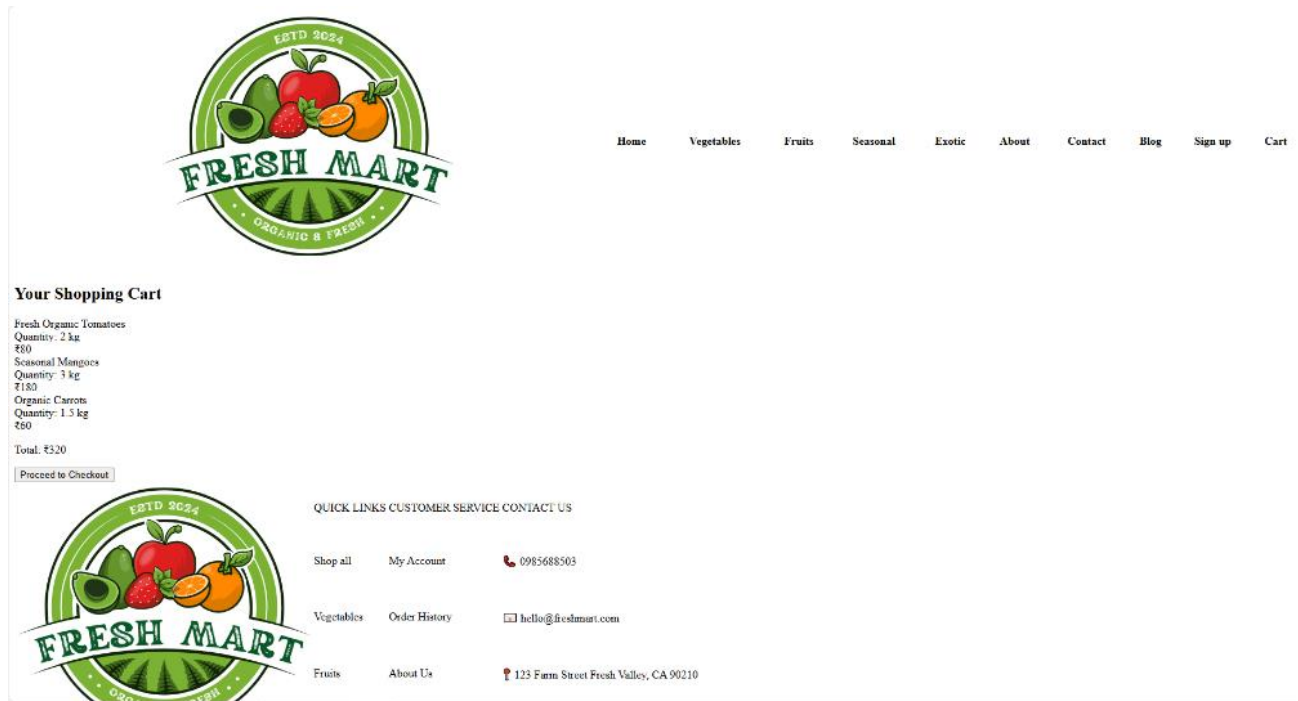 ESTD 2024
FRESH MART
ORGANIC & FRESH
Home Vegetables Fruits Seasonal Exotic About Contact Blog Sign up Cart
Your Shopping Cart
Fresh Organic Tomatoes
Quantity: 2 kg
₹80
Seasonal Mangoes
Quantity: 3 kg
₹180
Organic Carrots
Quantity: 1.5 kg
₹60
Total: ₹320
Proceed to Checkout
ESTD 2024
FRESH MART
QUICK LINKS CUSTOMER SERVICE CONTACT US
Shop all My Account 0985688503
Vegetables Order History hello@freshmart.com
Fruits About Us 123 Farm Street Fresh Valley, CA 90210